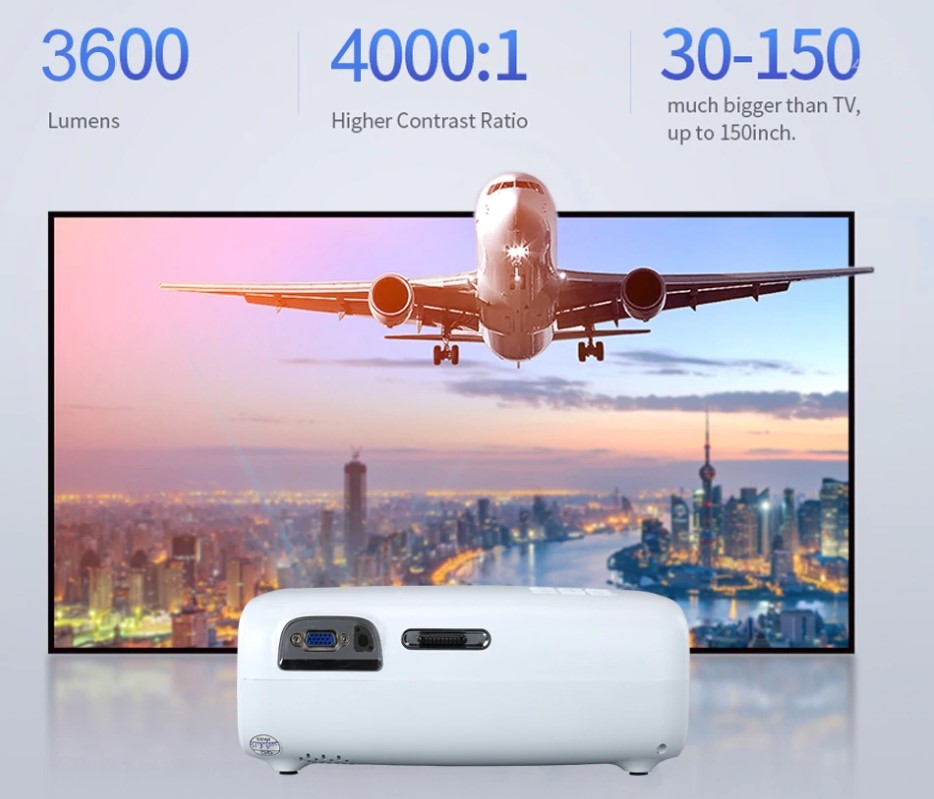 3600
Lumens
4000:1
Higher Contrast Ratio
30-150
much bigger than TV,
up to 150inch.